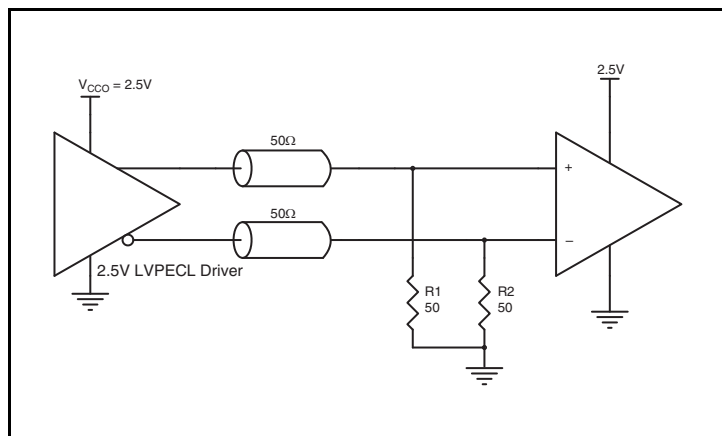 V_CCO = 2.5V
2.5V
50Ω
50Ω
+
−
2.5V LVPECL Driver
R1
50
R2
50